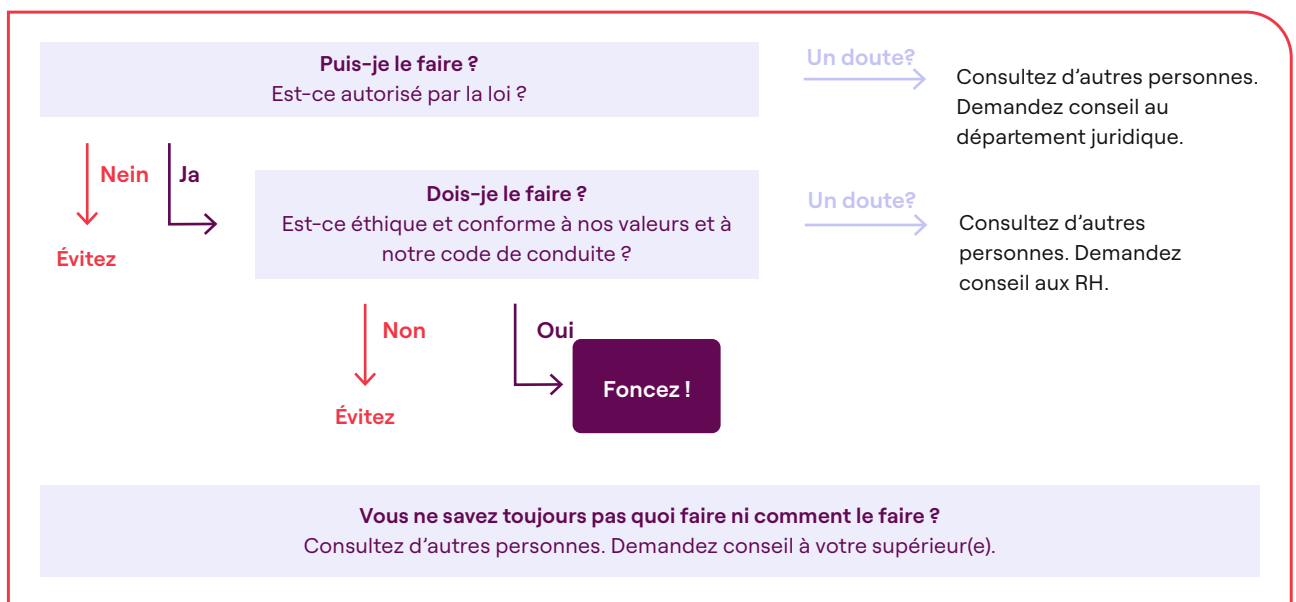 Puis-je le faire ?
Est-ce autorisé par la loi ?
Un doute?
Consultez d’autres personnes.
Demandez conseil au
département juridique.
Nein
Ja
Évitez
Dois-je le faire ?
Est-ce éthique et conforme à nos valeurs et à
notre code de conduite ?
Un doute?
Consultez d’autres
personnes. Demandez
conseil aux RH.
Non
Oui
Évitez
Foncez !
Vous ne savez toujours pas quoi faire ni comment le faire ?
Consultez d’autres personnes. Demandez conseil à votre supérieur(e).